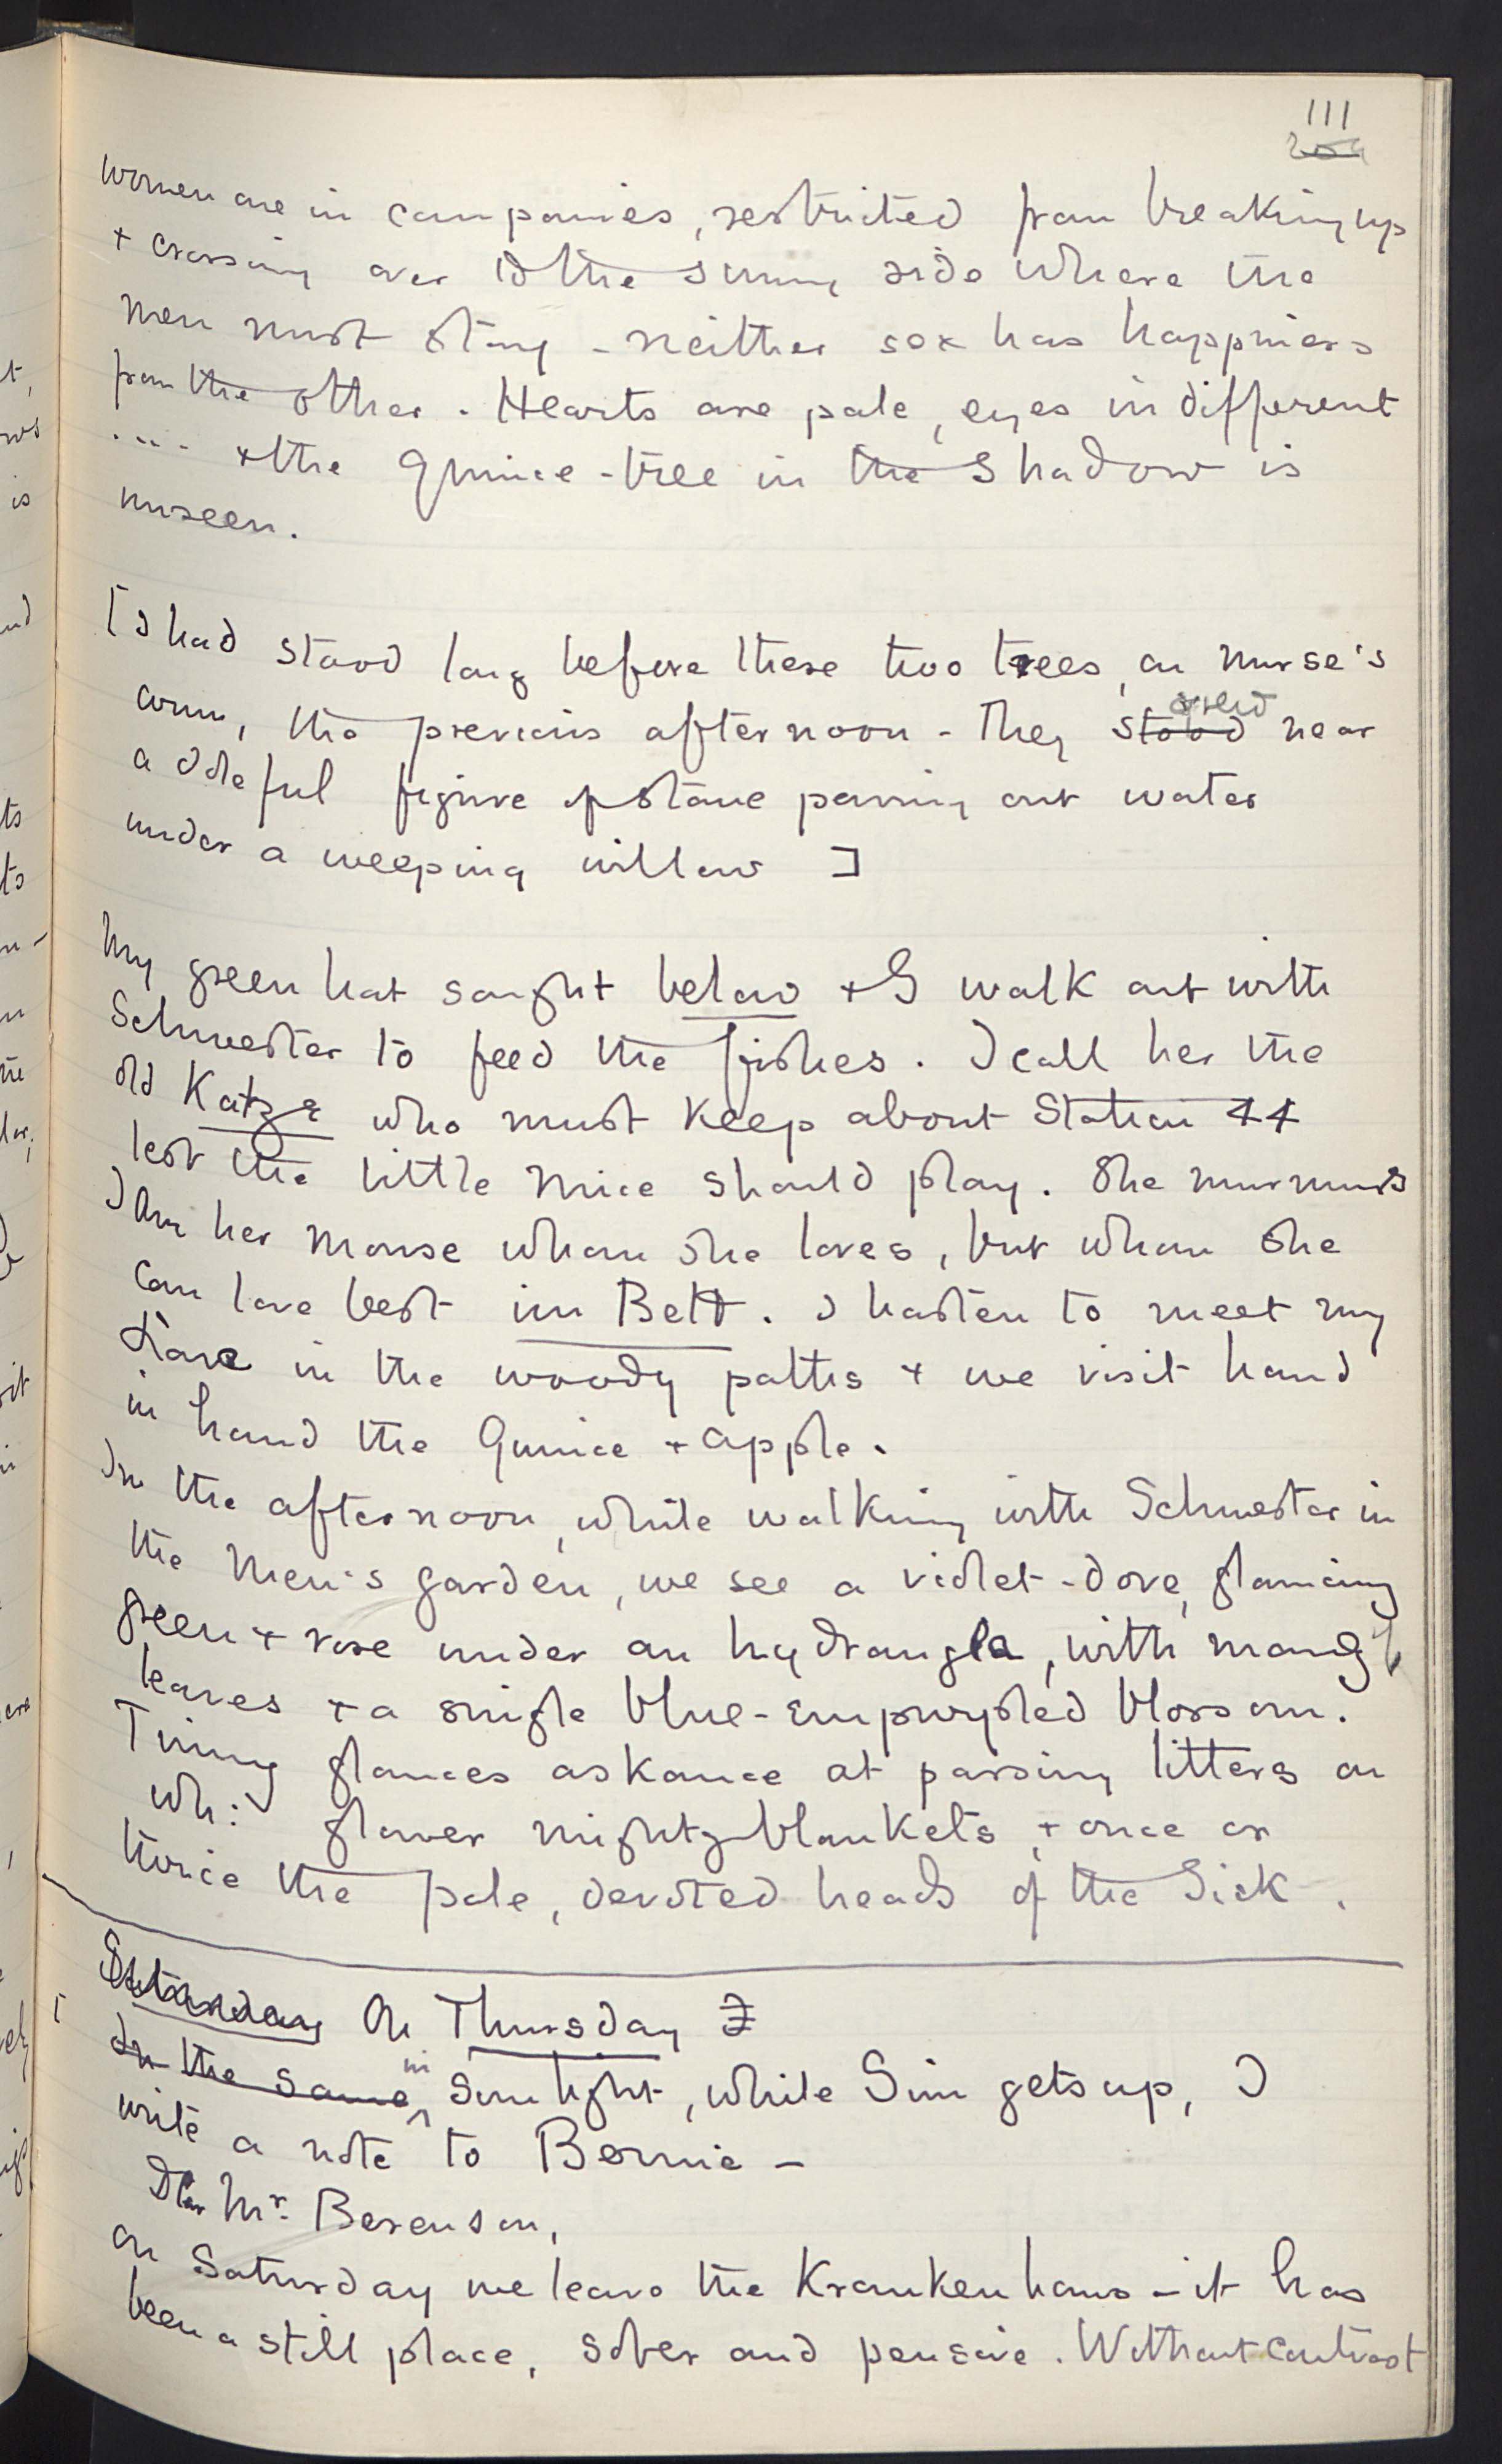 111
women are in companies, restricted from breaking up
+ crossing over to the sunny side where the
men must stay – neither sex has happiness
from the other. Hearts are pale, eyes indifferent
.... + the Quince-tree in the shadow is
unseen.
[I had stood long before these two trees, on nurse's
arm, the previous afternoon – They stood grew near
a doleful figure of stone pouring out water
under a weeping willow ]
My green hat sought below + I walk out with
Schwester to feed the fishes. I call her the
old Katze who must keep about Station 44
lest the little mice should play. She murmurs
I am her mouse whom she loves, but whom she
can love best im Bett. I hasten to meet my
Love in the woody paths + we visit hand
in hand the Quince + apple.
In the afternoon, while walking with Schwester in
the Men's garden, we see a violet-dove, glancing
green + rose under an hydrangea, with
leaves + a single blue-empurpled blossom.
glances askance at passing litters on
wh: glower mighty blankets + once or
twice the pale, devoted heads of the Sick.
Saturday On Thursday
In the same in sunlight, while Sim gets up, I
write a note to Bernie –
Dear Mr. Berenson,
On Saturday we leave the Krankenhaus – it has
been a still place, sober and pensive. Without contrast